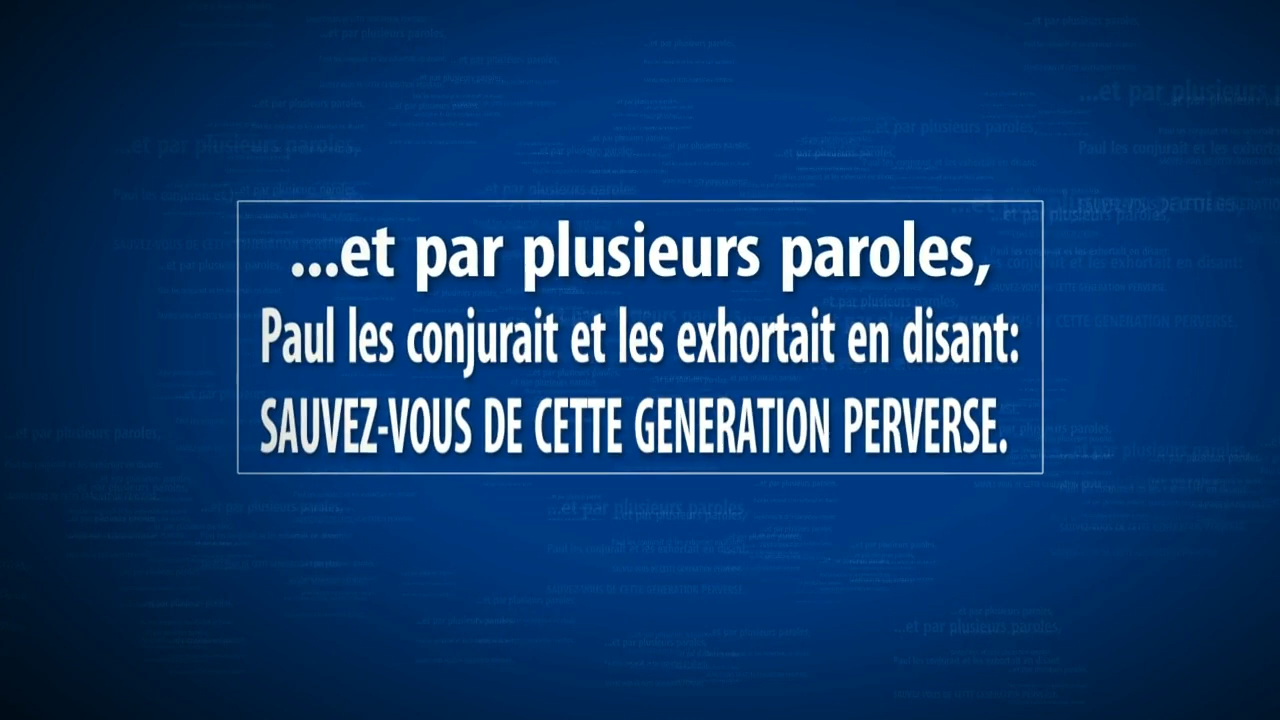 ...et par plusieurs paroles,
Paul les conjurait et les exhortait en disant:
SAUVEZ-VOUS DE CETTE GENERATION PERVERSE.